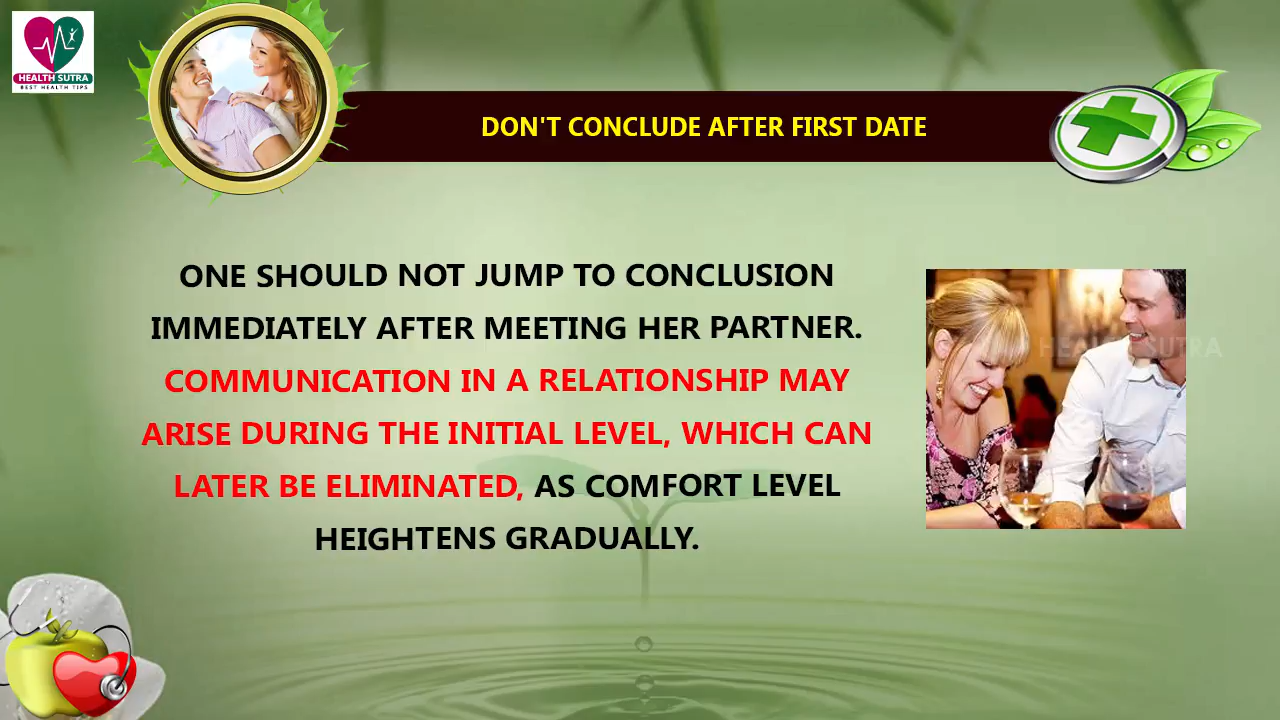 HEALTH SUTRA
BEST HEALTH TIPS
DON'T CONCLUDE AFTER FIRST DATE
ONE SHOULD NOT JUMP TO CONCLUSION
IMMEDIATELY AFTER MEETING HER PARTNER.
COMMUNICATION IN A RELATIONSHIP MAY
ARISE DURING THE INITIAL LEVEL, WHICH CAN
LATER BE ELIMINATED, AS COMFORT LEVEL
HEIGHTENS GRADUALLY.
HEALTH SUTRA